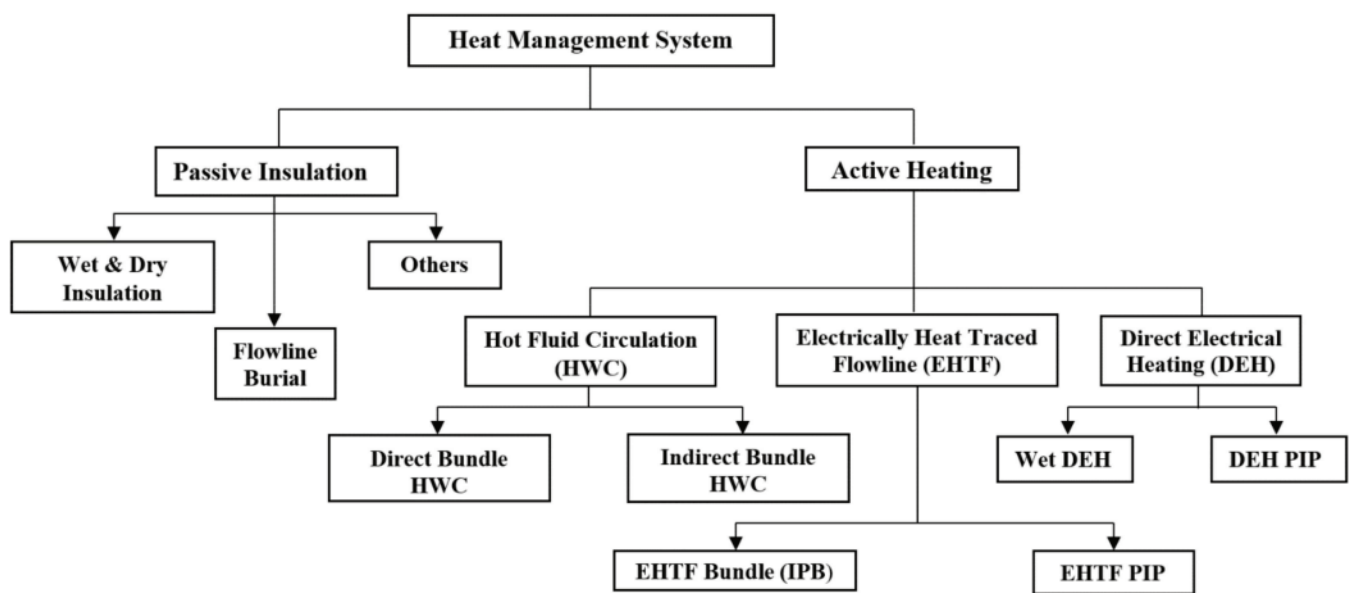 Heat Management System
Passive Insulation
Active Heating
Wet & Dry
Insulation
Others
Flowline
Burial
Hot Fluid Circulation
(HWC)
Electrically Heat Traced
Flowline (EHTF)
Direct Electrical
Heating (DEH)
Direct Bundle
HWC
Indirect Bundle
HWC
Wet DEH
DEH PIP
EHTF Bundle (IPB)
EHTF PIP